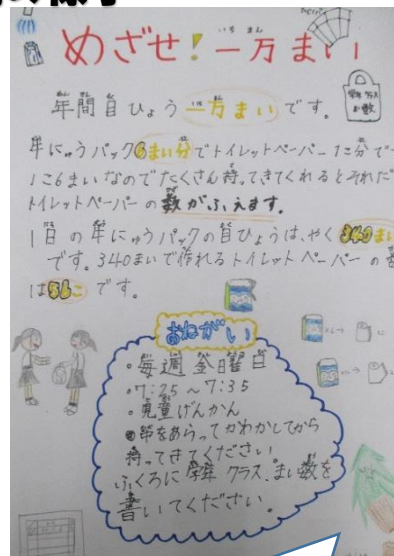 めざせ!一万まい
年間目ひょう一万まいです。
牛にゅうパック6まい分でトイレットペーパー1こ分で
1こ6まいなのでたくさん持ってきてくれるとそれだ
トイレットペーパーの数がふえます。
1日の牛にゅうパックの目ひょうは、やく340まい
です。340まいで作れるトイレットペーパーの数
は56こです。
おねがい
・毎週金曜日
・7:25~7:35
・児童げんかん
・中をあらってかわかしてから
持ってきてください。
ふくろに学年 クラス、まい数を
書いてください。